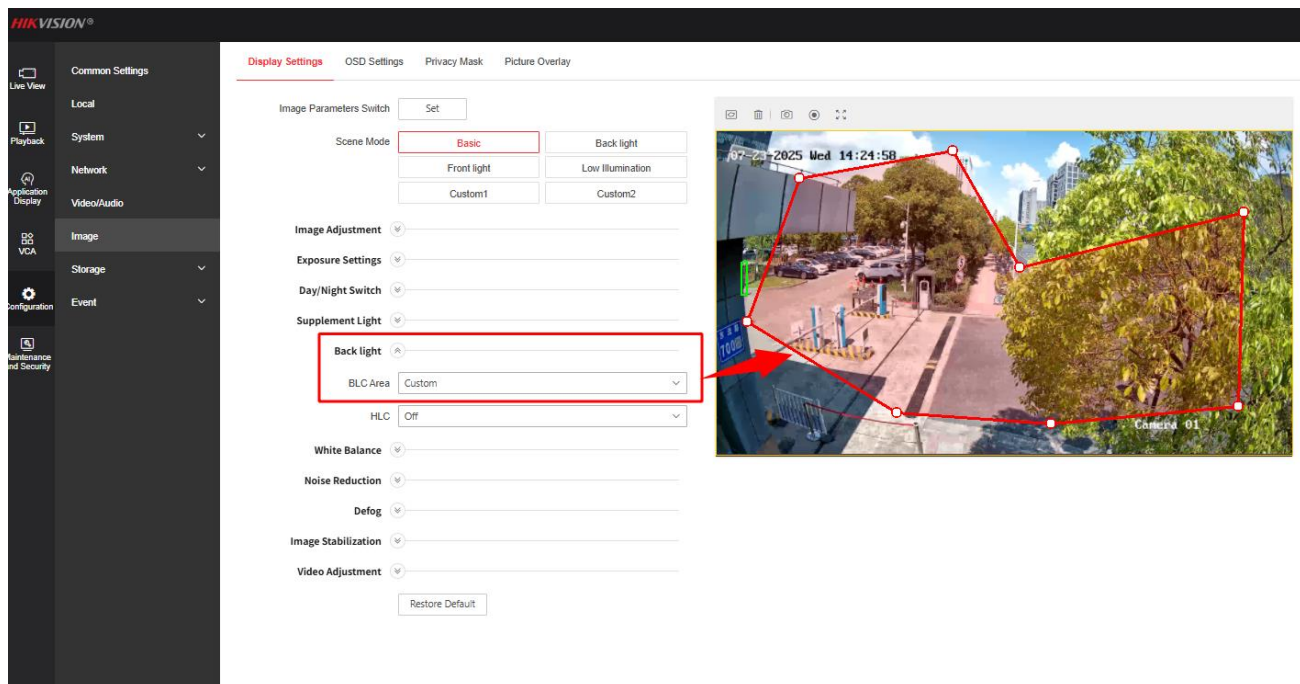 HIKVISION®
Live View
Playback
Application
Display
VCA
Configuration
Maintenance
and Security
Common Settings
Local
System
Network
Video/Audio
Image
Storage
Event
Display Settings OSD Settings Privacy Mask Picture Overlay
Image Parameters Switch Set
Scene Mode Basic Back light
Front light Low Illumination
Custom1 Custom2
Image Adjustment
Exposure Settings
Day/Night Switch
Supplement Light
Back light
BLC Area Custom
HLC Off
White Balance
Noise Reduction
Defog
Image Stabilization
Video Adjustment
Restore Default
07-23-2025 Wed 14:24:58
700
Camera 01